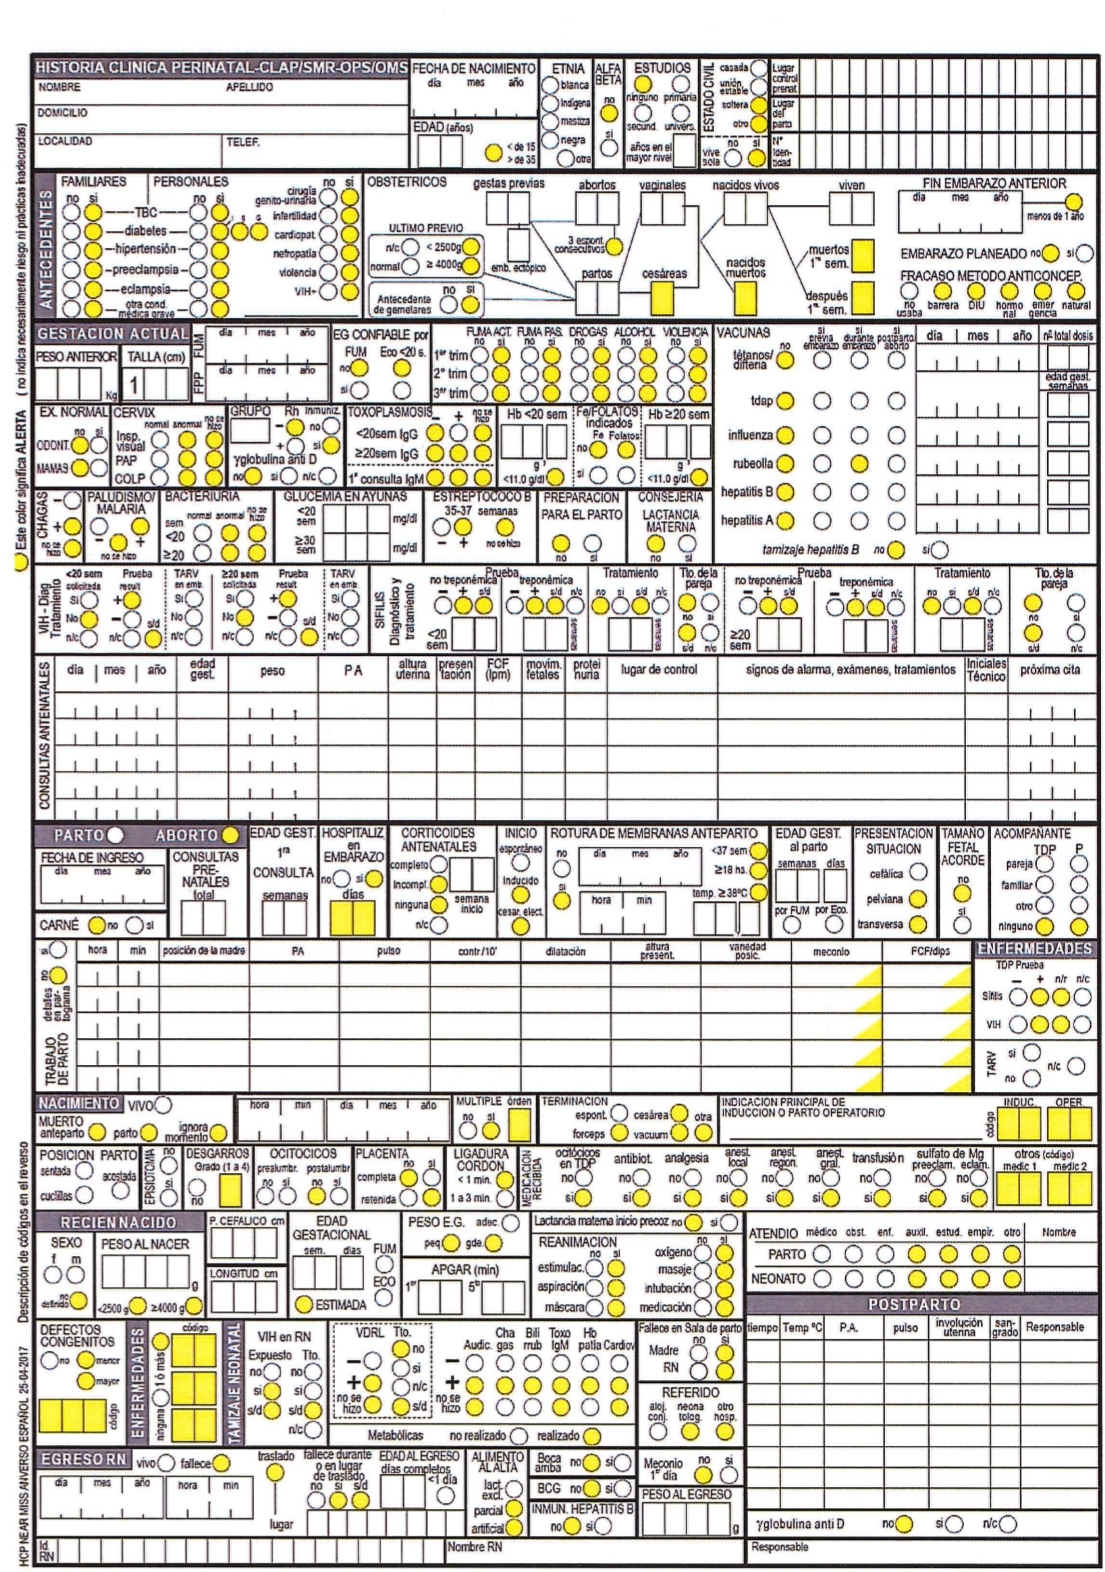 HISTORIA CLINICA PERINATAL-CLAP/SMR-OPS/OMS
NOMBRE APELLIDO
DOMICILIO
LOCALIDAD TELEF.
FECHA DE NACIMIENTO
día mes año
EDAD (años)
< de 15
> de 35
ETNIA
blanca
indígena
mestiza
negra
otra
ALFA BETA
no
si
ESTUDIOS
ninguno primaria
secund. univers.
años en el mayor nivel
ESTADO CIVIL
casada
unión estable
soltera
otro
vive sola no si
Lugar control prenat.
Lugar del parto
N° Iden-tidad
Este color significa ALERTA (no indica necesariamente riesgo ni prácticas inadecuadas)
ANTECEDENTES
FAMILIARES PERSONALES
no si no si
TBC
diabetes I II G
hipertensión
preeclampsia
eclampsia
otra cond. médica grave
no si
cirugía genito-urinaria
infertilidad
cardiopat.
nefropatía
violencia
VIH+
OBSTETRICOS
ULTIMO PREVIO
n/c < 2500g
normal ≥ 4000g
Antecedente de gemelares no si
gestas previas abortos vaginales nacidos vivos viven
emb. ectópico
3 espont. consecutivos
partos cesáreas
nacidos muertos
muertos 1ra sem.
después 1ra sem.
FIN EMBARAZO ANTERIOR
día mes año
menos de 1 año
EMBARAZO PLANEADO no si
FRACASO METODO ANTICONCEP.
no usaba barrera DIU hormonal emergencia natural
GESTACION ACTUAL
PESO ANTERIOR
Kg
TALLA (cm)
1
FUM
día mes año
FPP
día mes año
EG CONFIABLE por
FUM Eco <20 s.
no
si
FUMA ACT. FUMA PAS. DROGAS ALCOHOL VIOLENCIA
no si no si no si no si no si
1er trim
2° trim
3er trim
VACUNAS
no si previa embarazo si durante embarazo si postparto aborto
día mes año
n° total dosis
tétanos/difteria
edad gest. semanas
tdap
influenza
rubeolla
hepatitis B
hepatitis A
tamizaje hepatitis B no si
EX. NORMAL
no si
ODONT.
MAMAS
CERVIX
normal anormal no se hizo
Insp. visual
PAP
COLP
GRUPO Rh Inmuniz.
- no
+ si
γglobulina anti D
no si n/c
TOXOPLASMOSIS
- + no se hizo
<20sem IgG
≥20sem IgG
1ª consulta IgM
Hb <20 sem
g
<11.0 g/dl
Fe/FOLATOS indicados
Fe Folatos
no
si
Hb ≥20 sem
g
<11.0 g/dl
CHAGAS
-
+
no se hizo
PALUDISMO/MALARIA
- +
no se hizo
BACTERIURIA
sem normal anormal no se hizo
<20
≥20
GLUCEMIA EN AYUNAS
<20 sem mg/dl
≥30 sem mg/dl
ESTREPTOCOCO B
35-37 semanas
- + no se hizo
PREPARACION PARA EL PARTO
no si
CONSEJERIA
LACTANCIA MATERNA
no si
VIH - Diag Tratamiento
<20 sem Prueba TARV
solicitada result en emb.
Si + Si
No - s/d No
n/c n/c n/c
≥20 sem Prueba TARV
solicitada result en emb.
Si + Si
No - s/d No
n/c n/c n/c
SIFILIS Diagnóstico y tratamiento
Prueba Tratamiento Tto. de la pareja
no treponémica treponémica
- + s/d - + s/d n/c no si s/d n/c no si
<20 sem semanas semanas s/d n/c
Prueba Tratamiento Tto. de la pareja
no treponémica treponémica
- + s/d - + s/d n/c no si s/d n/c no si
≥20 sem semanas semanas s/d n/c
CONSULTAS ANTENATALES
día mes año edad gest. peso PA altura uterina presentación FCF (lpm) movim. fetales proteinuria lugar de control signos de alarma, exámenes, tratamientos Iniciales Técnico próxima cita
PARTO ABORTO
FECHA DE INGRESO
día mes año
CARNÉ no si
CONSULTAS PRE-NATALES total
EDAD GEST. 1ra CONSULTA
semanas
HOSPITALIZ en EMBARAZO
no si
días
CORTICOIDES ANTENATALES
completo
incompl.
ninguna
n/c
semana inicio
INICIO
espontáneo
inducido
cesar. elect.
ROTURA DE MEMBRANAS ANTEPARTO
no
si
día mes año
hora min
<37 sem
≥18 hs.
temp. ≥ 38ºC
EDAD GEST. al parto
semanas días
por FUM por Eco.
PRESENTACION SITUACION
cefálica
pelviana
transversa
TAMAÑO FETAL ACORDE
no
si
ACOMPAÑANTE
TDP P
pareja
familiar
otro
ninguno
TRABAJO DE PARTO
detalles en partograma
si
no
hora min posición de la madre PA pulso contr/10' dilatación altura present. variedad posic. meconio FCF/dips
ENFERMEDADES
TDP Prueba
- + n/r n/c
Sífilis
VIH
TARV
si
no n/c
NACIMIENTO VIVO
MUERTO
anteparto parto ignora momento
hora min día mes año
MULTIPLE orden
no si
TERMINACION
espont. cesárea otra
forceps vacuum
INDICACION PRINCIPAL DE INDUCCION O PARTO OPERATORIO
código
INDUC. OPER
POSICION PARTO
sentada acostada
cuclillas
EPISIOTOMIA
no
si
DESGARROS
Grado (1 a 4)
no
OCITOCICOS
prealumbr. postalumbr
no si no si
PLACENTA
no si
completa
retenida
LIGADURA CORDON
< 1 min.
1 a 3 min.
MEDICACION RECIBIDA
ocitócicos en TDP antibiot. analgesia anest. local anest. region. anest. gral. transfusión sulfato de Mg preeclam. eclam. otros (código)
no no no no no no no no no medic 1 medic 2
si si si si si si si si si
Descripción de códigos en el reverso
HCP NEAR MISS ANVERSO ESPAÑOL 25-04-2017
RECIEN NACIDO
SEXO
f m
no definido
PESO AL NACER
g
<2500 g ≥4000 g
P. CEFALICO cm
LONGITUD cm
EDAD GESTACIONAL
sem. días
FUM
ECO
ESTIMADA
PESO E.G. adec.
peq. gde.
APGAR (min)
1er 5to
Lactancia materna inicio precoz no si
REANIMACION
no si no si
estimulac. oxígeno
aspiración masaje
máscara intubación
medicación
ATENDIO médico obst. enf. auxil. estud. empir. otro Nombre
PARTO
NEONATO
POSTPARTO
tiempo Temp ºC P.A. pulso involución uterina sangrado Responsable
γglobulina anti D no si n/c
Responsable
DEFECTOS CONGENITOS
no menor
mayor
código
ENFERMEDADES
ninguna 1 ó más
código
TAMIZAJE NEONATAL
VIH en RN
Expuesto Tto.
no no
si si
s/d s/d
n/c
VDRL Tto.
- no
+ si
n/c
no se hizo s/d
Audic. Chagas Bilirrub Toxo IgM Hb patía Cardiov
-
+
no se hizo
Metabólicas no realizado realizado
Fallece en Sala de parto
no si
Madre
RN
REFERIDO
aloj. conj. neonatolog. otro hosp.
EGRESO RN
vivo fallece
día mes año hora min
traslado
lugar
fallece durante o en lugar de traslado
no si s/d
EDAD AL EGRESO
días completos
<1 día
ALIMENTO AL ALTA
lact. excl.
parcial
artificial
Boca arriba no si
BCG no si
INMUN. HEPATITIS B
no si
Meconio 1er día no si
PESO AL EGRESO
g
Id. RN
Nombre RN